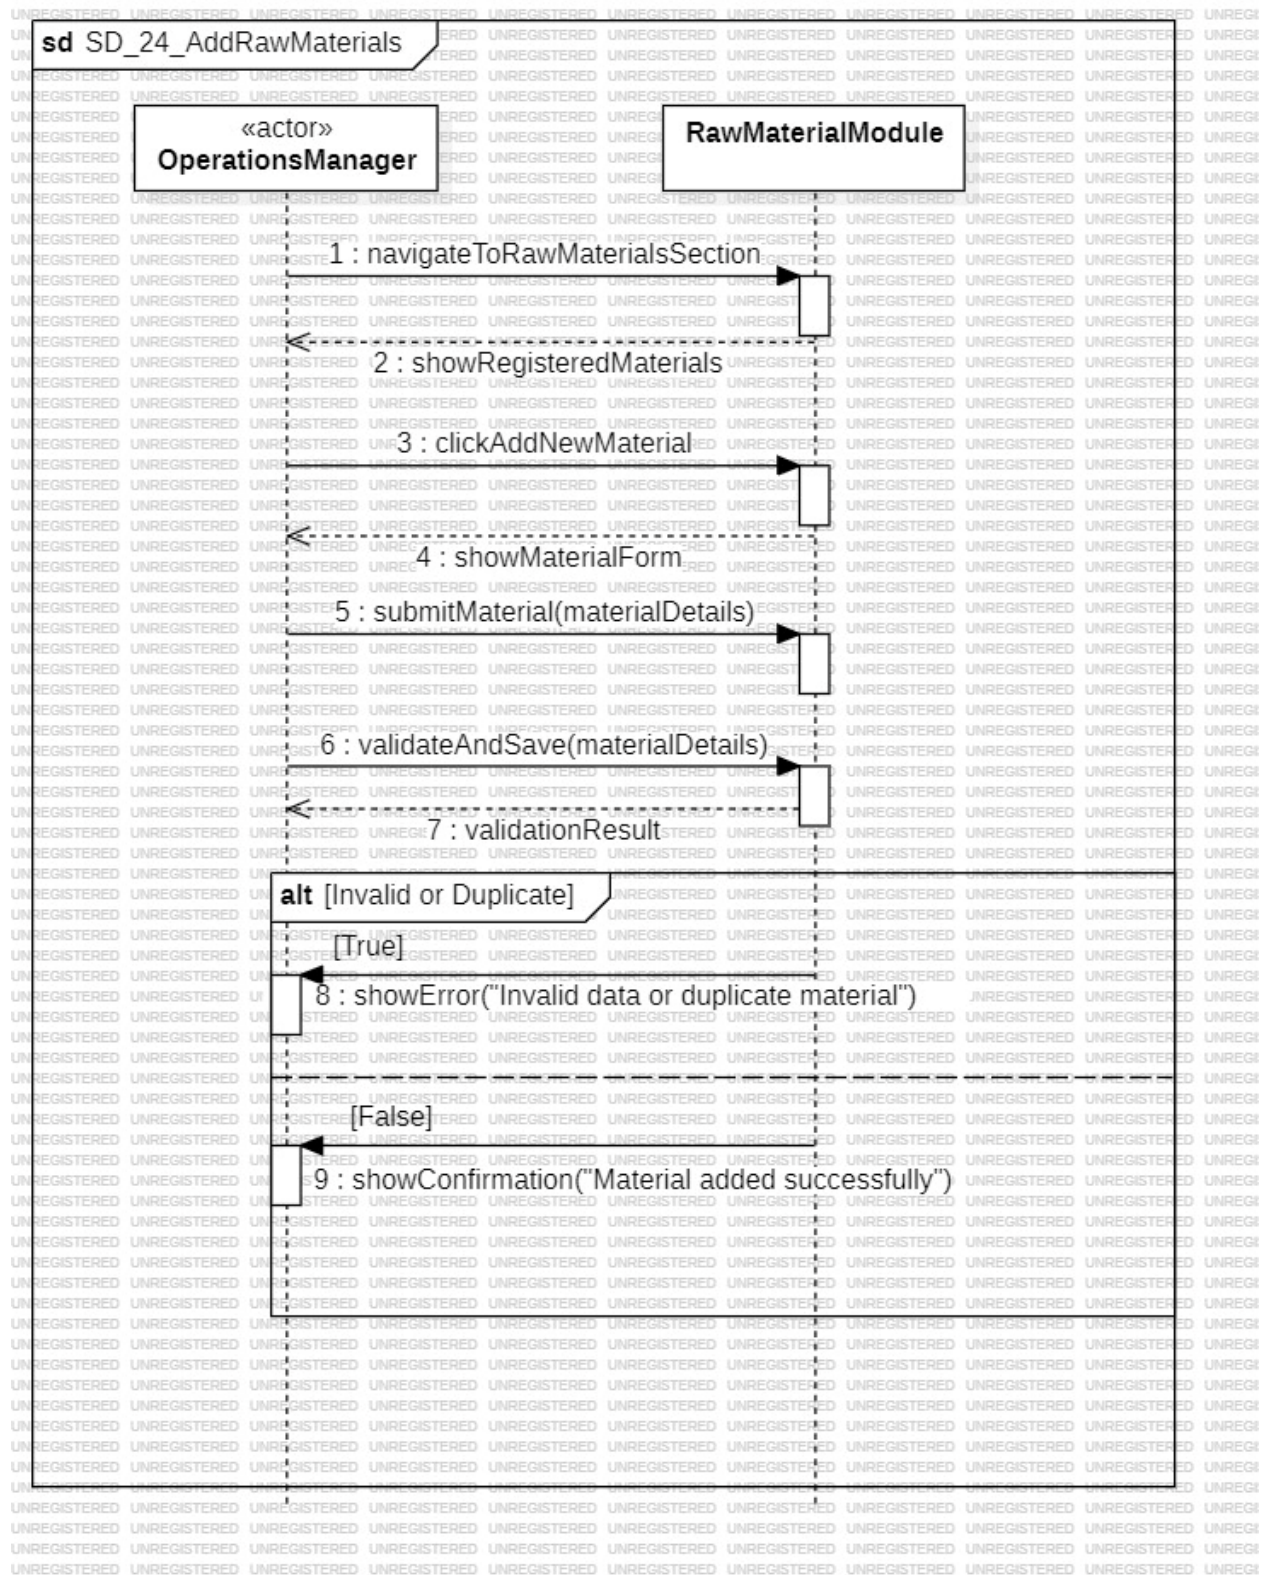 sd SD_24_AddRawMaterials
«actor»
OperationsManager
RawMaterialModule
1 : navigateToRawMaterialsSection
2 : showRegisteredMaterials
3 : clickAddNewMaterial
4 : showMaterialForm
5 : submitMaterial(materialDetails)
6 : validateAndSave(materialDetails)
7 : validationResult
alt [Invalid or Duplicate]
[True]
8 : showError("Invalid data or duplicate material")
[False]
9 : showConfirmation("Material added successfully")
UNREGISTERED